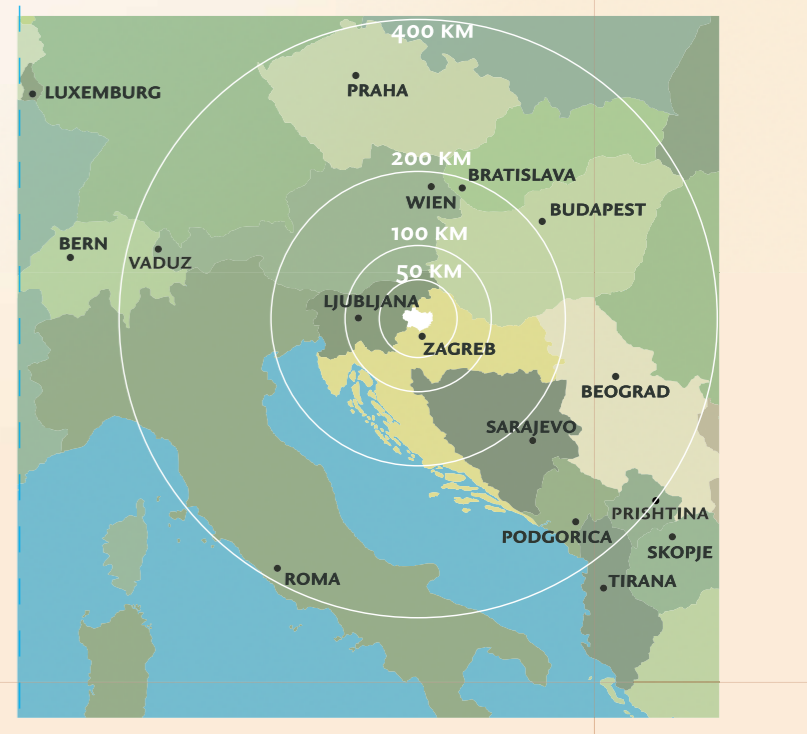 400 KM
PRAHA
LUXEMBURG
200 KM
BRATISLAVA
WIEN
BUDAPEST
100 KM
BERN
VADUZ
50 KM
LJUBLJANA
ZAGREB
BEOGRAD
SARAJEVO
PRISHTINA
PODGORICA
SKOPJE
ROMA
TIRANA